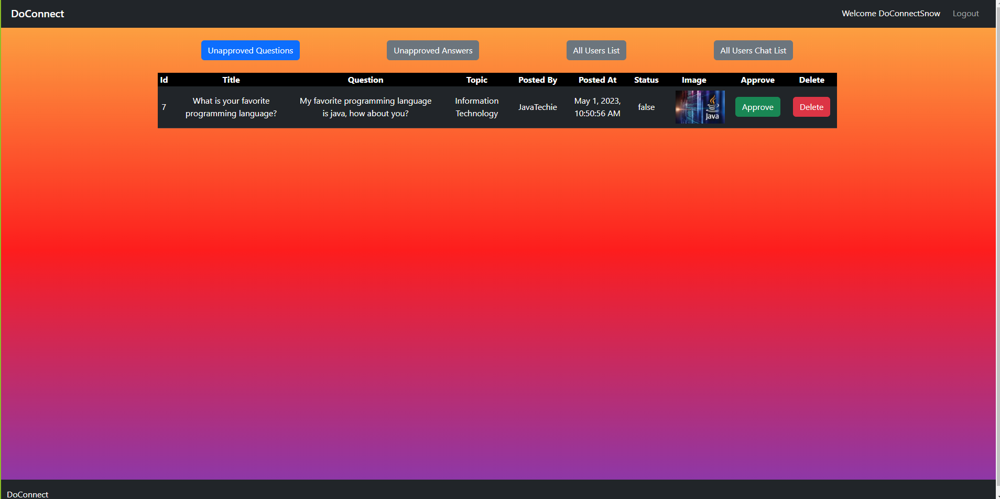 DoConnect
Welcome DoConnectSnow
Logout
Unapproved Questions
Unapproved Answers
All Users List
All Users Chat List
Id Title Question Topic Posted By Posted At Status Image Approve Delete
7
What is your favorite
programming language?
My favorite programming language
is java, how about you?
Information
Technology
JavaTechie
May 1, 2023,
10:50:56 AM
false
Java
Approve
Delete
DoConnect